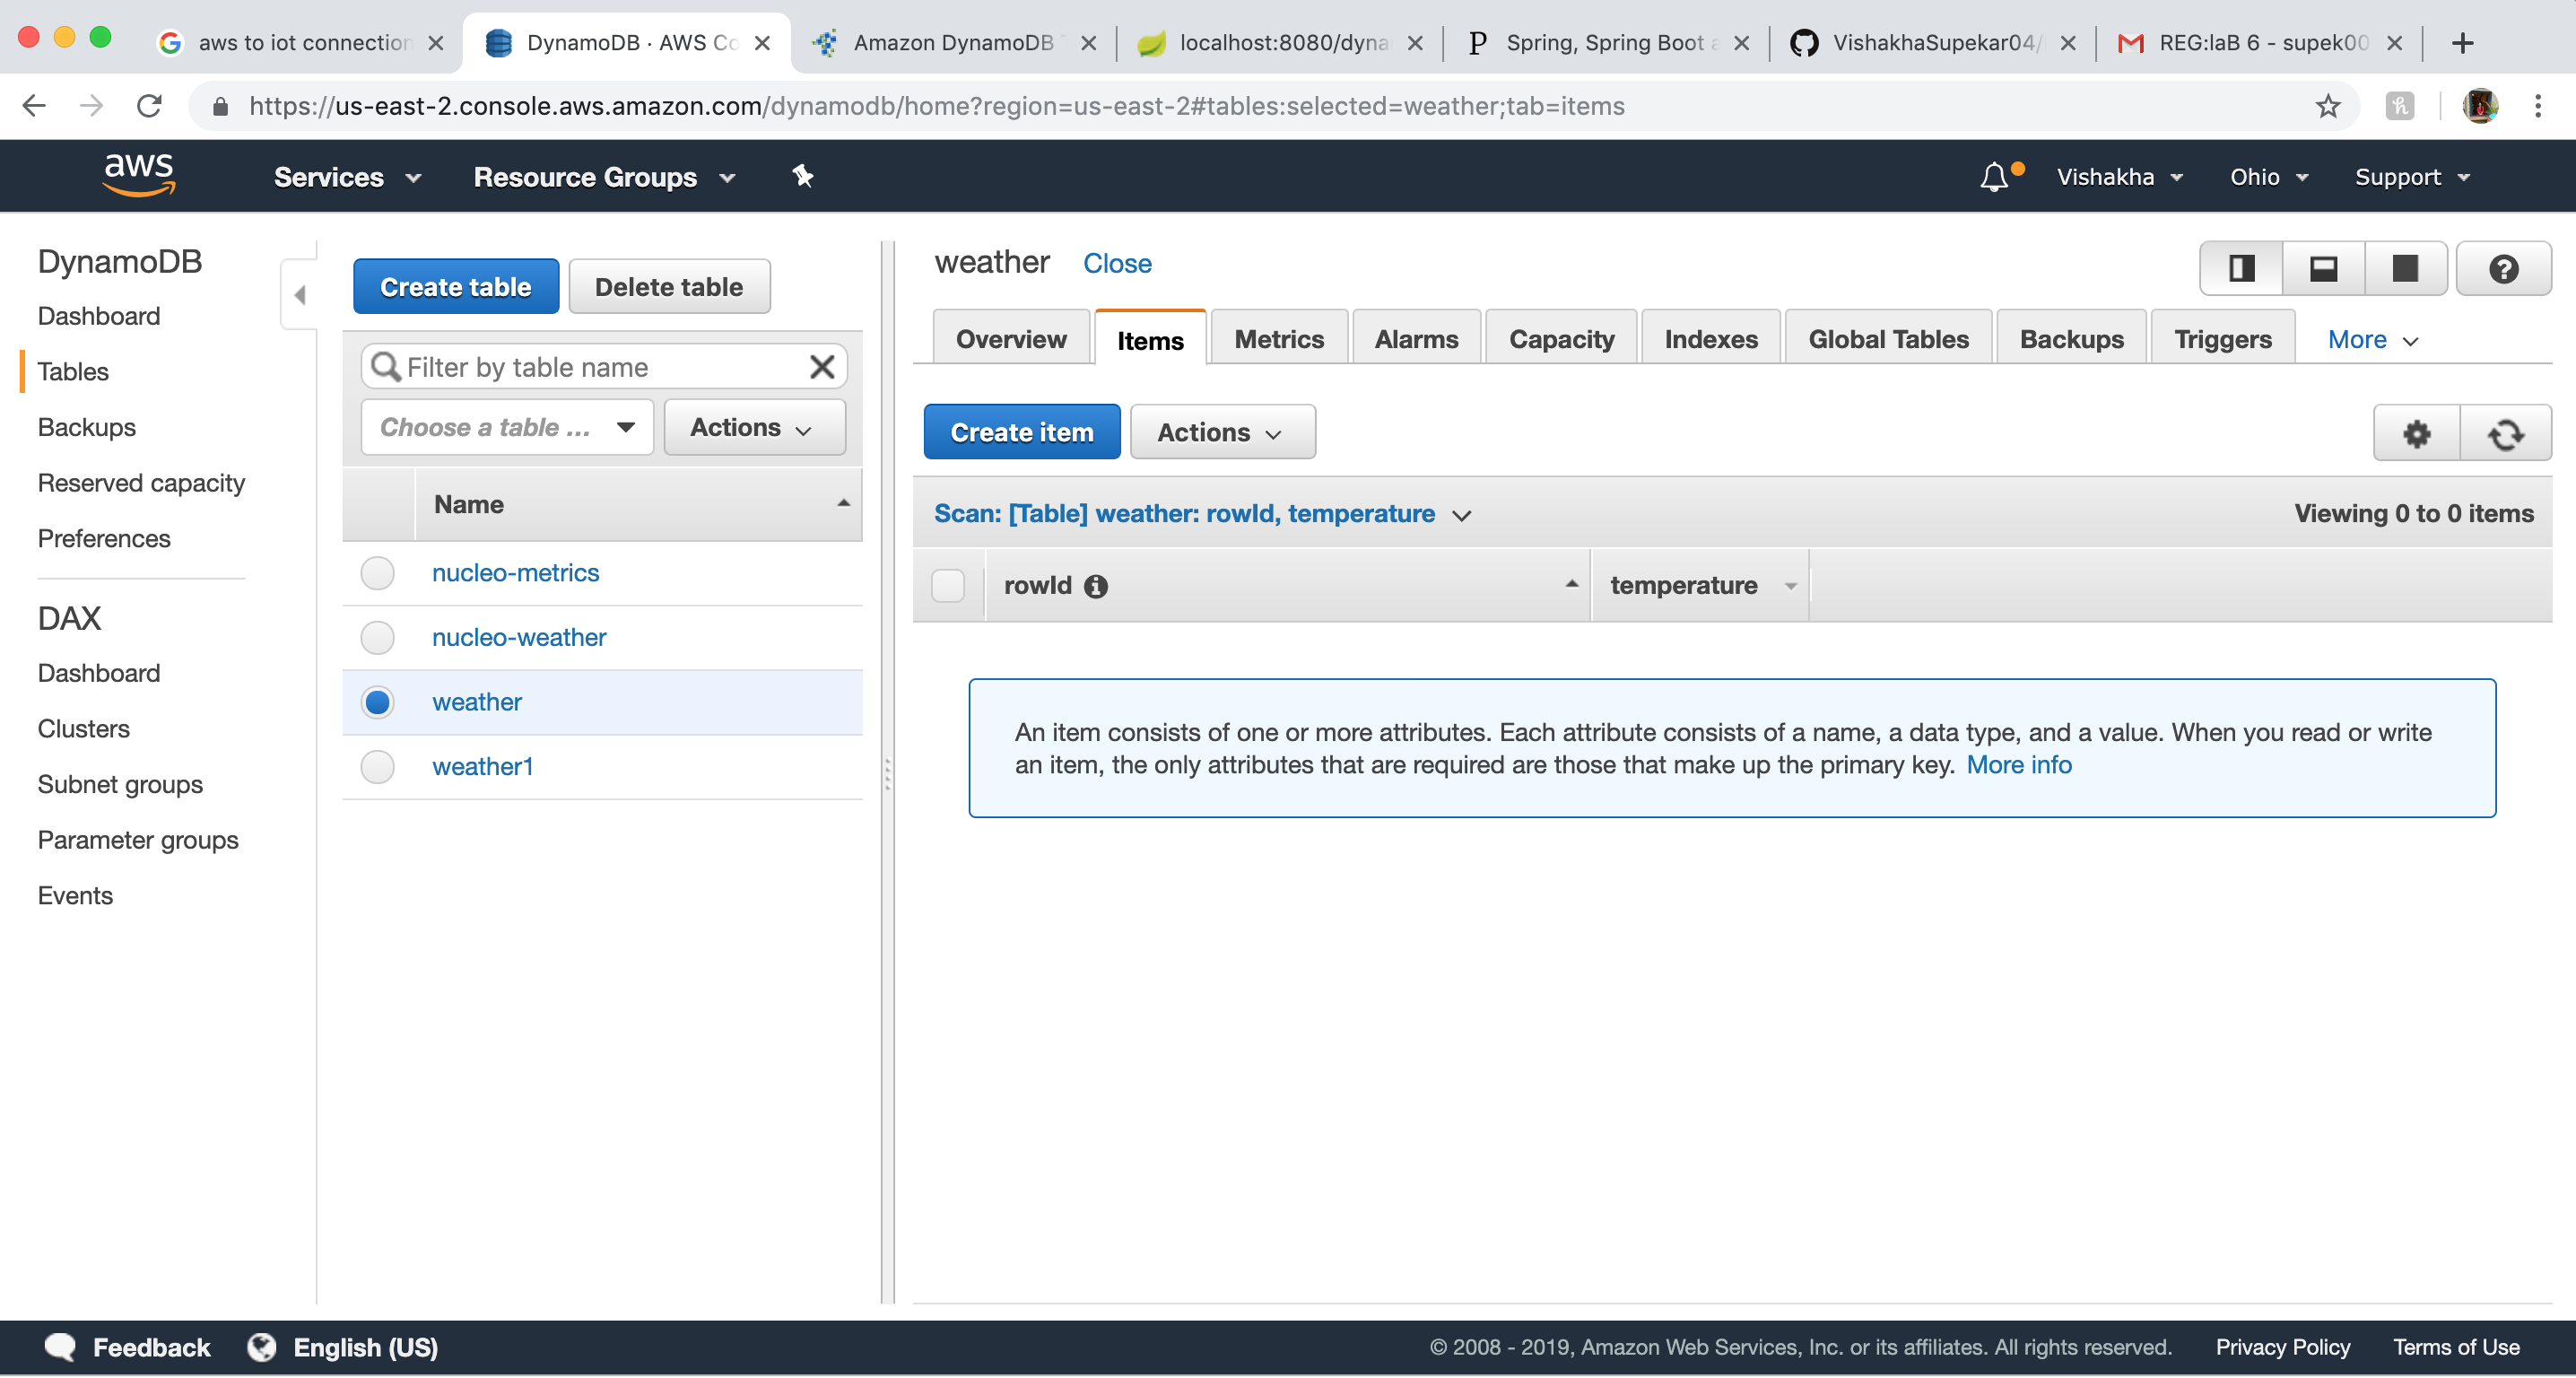 aws to iot connection
DynamoDB · AWS Co
Amazon DynamoDB
localhost:8080/dyna
Spring, Spring Boot a
VishakhaSupekar04/
REG:laB 6 - supek00
https://us-east-2.console.aws.amazon.com/dynamodb/home?region=us-east-2#tables:selected=weather;tab=items
aws
Services
Resource Groups
Vishakha
Ohio
Support
DynamoDB
Dashboard
Tables
Backups
Reserved capacity
Preferences
DAX
Dashboard
Clusters
Subnet groups
Parameter groups
Events
Create table
Delete table
Filter by table name
Choose a table ...
Actions
Name
nucleo-metrics
nucleo-weather
weather
weather1
weather Close
Overview
Items
Metrics
Alarms
Capacity
Indexes
Global Tables
Backups
Triggers
More
Create item
Actions
Scan: [Table] weather: rowId, temperature
Viewing 0 to 0 items
rowId
temperature
An item consists of one or more attributes. Each attribute consists of a name, a data type, and a value. When you read or write
an item, the only attributes that are required are those that make up the primary key. More info
Feedback
English (US)
© 2008 - 2019, Amazon Web Services, Inc. or its affiliates. All rights reserved.
Privacy Policy
Terms of Use